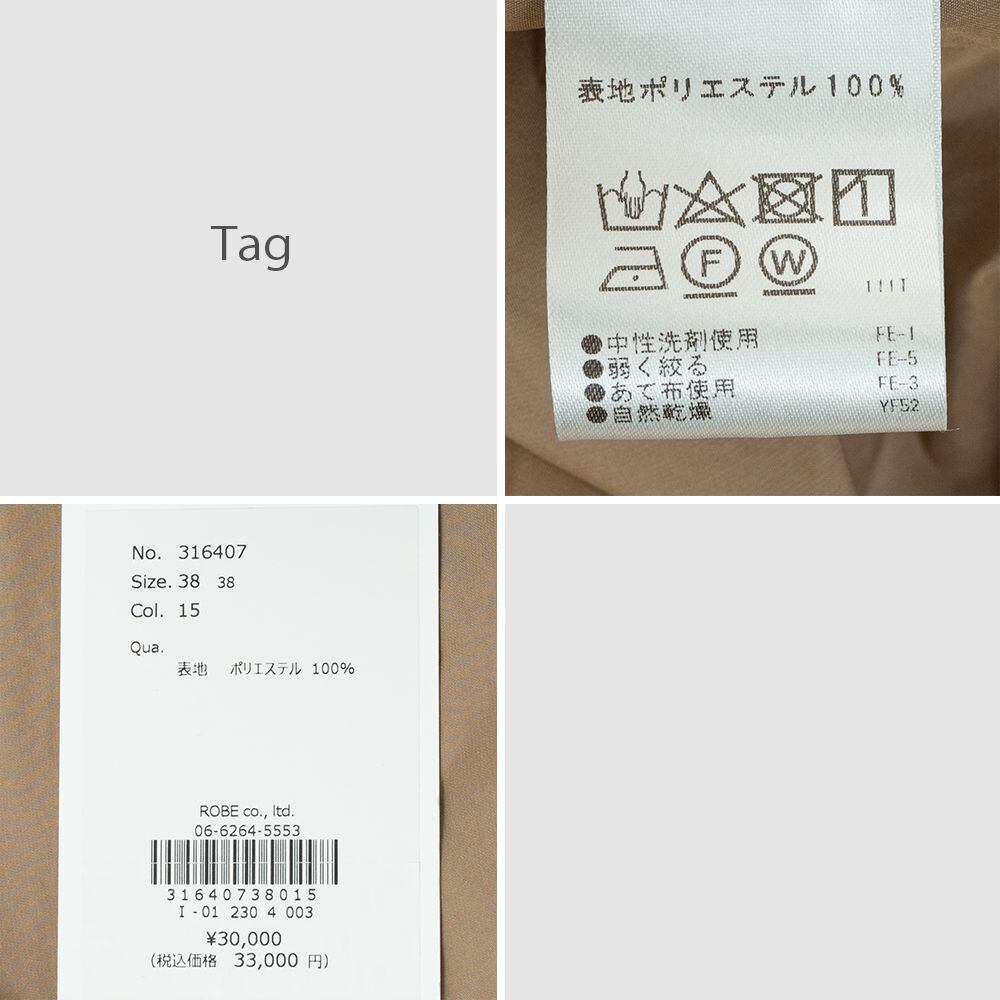 Tag
表地ポリエステル100%
F W
111T
●中性洗剤使用 FE-1
●弱く絞る FE-5
●あて布使用 FE-3
●自然乾燥 YF52
No. 316407
Size. 38 38
Col. 15
Qua.
表地 ポリエステル 100%
ROBE co., ltd.
06-6264-5553
31640738015
I - 01 230 4 003
¥30,000
(税込価格 33,000 円)